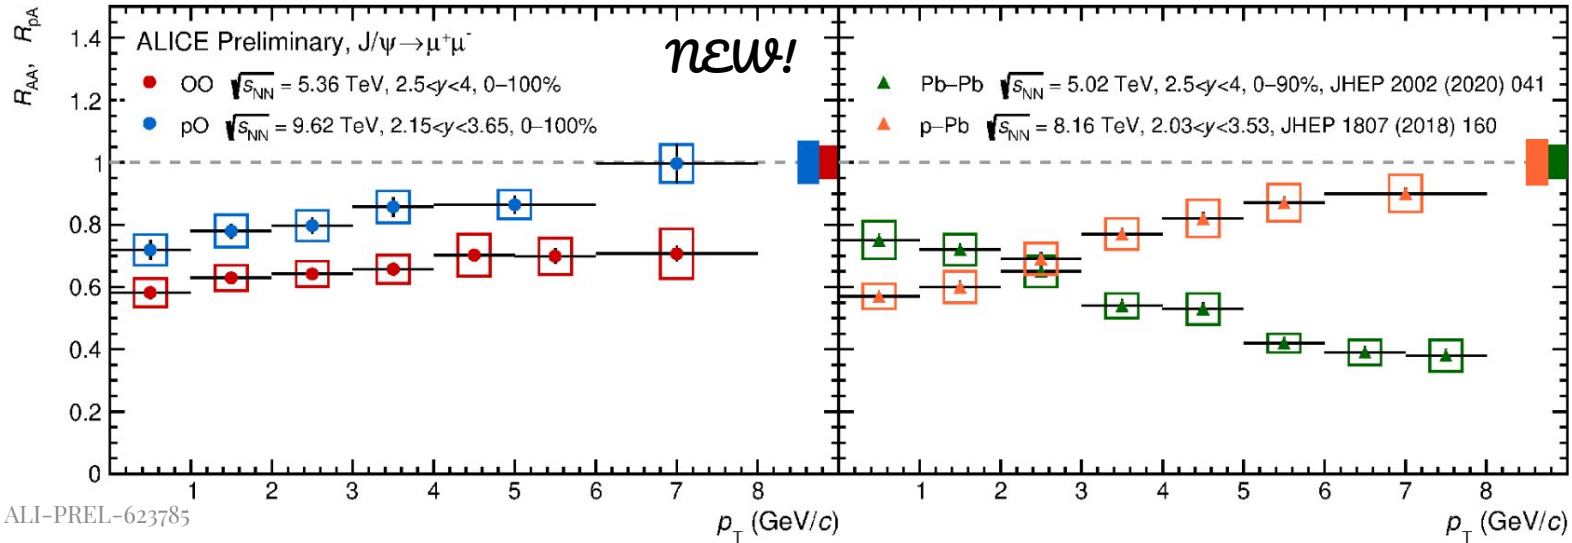 ALICE Preliminary, J/ψ→μ⁺μ⁻
NEW!
OO √s_NN = 5.36 TeV, 2.5<y<4, 0–100%
pO √s_NN = 9.62 TeV, 2.15<y<3.65, 0–100%
Pb–Pb √s_NN = 5.02 TeV, 2.5<y<4, 0–90%, JHEP 2002 (2020) 041
p–Pb √s_NN = 8.16 TeV, 2.03<y<3.53, JHEP 1807 (2018) 160
R_AA, R_pA
1.4
1.2
1
0.8
0.6
0.4
0.2
0
1 2 3 4 5 6 7 8
1 2 3 4 5 6 7 8
p_T (GeV/c)
p_T (GeV/c)
ALI-PREL-623785